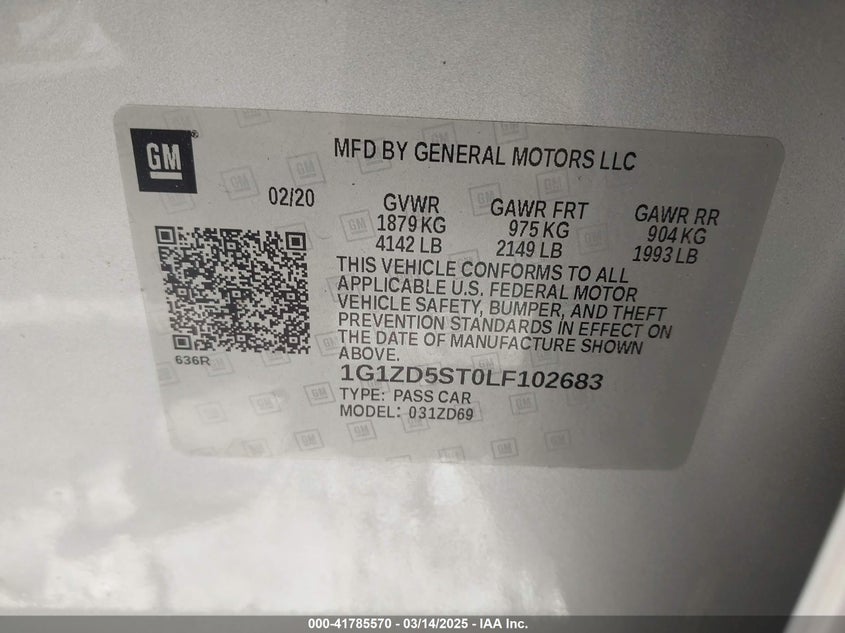 GM
MFD BY GENERAL MOTORS LLC
02/20
GVWR
1879 KG
4142 LB
GAWR FRT
975 KG
2149 LB
GAWR RR
904 KG
1993 LB
THIS VEHICLE CONFORMS TO ALL
APPLICABLE U.S. FEDERAL MOTOR
VEHICLE SAFETY, BUMPER, AND THEFT
PREVENTION STANDARDS IN EFFECT ON
THE DATE OF MANUFACTURE SHOWN
ABOVE.
636R
1G1ZD5ST0LF102683
TYPE: PASS CAR
MODEL: 031ZD69
000-41785570 - 03/14/2025 - IAA Inc.